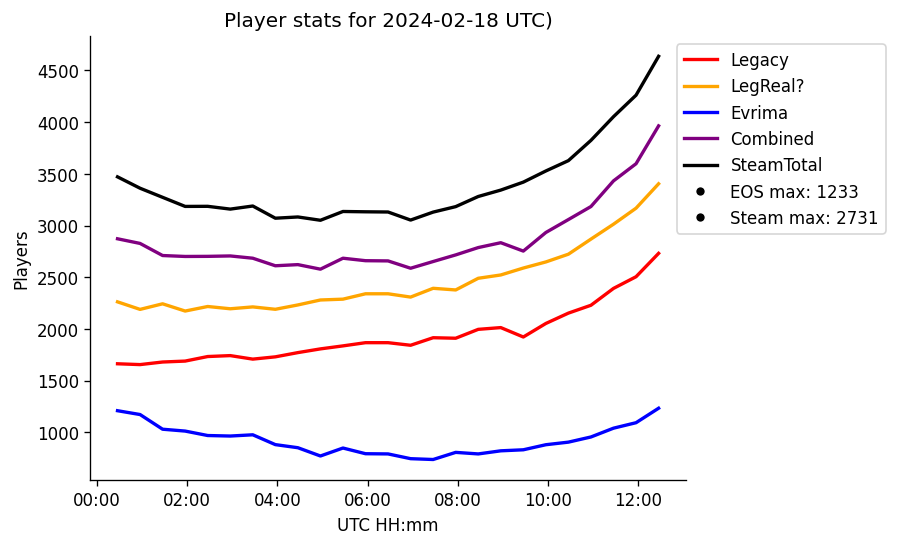 Player stats for 2024-02-18 UTC)
4500
4000
3500
3000
2500
2000
1500
1000
Players
00:00 02:00 04:00 06:00 08:00 10:00 12:00
UTC HH:mm
Legacy
LegReal?
Evrima
Combined
SteamTotal
EOS max: 1233
Steam max: 2731